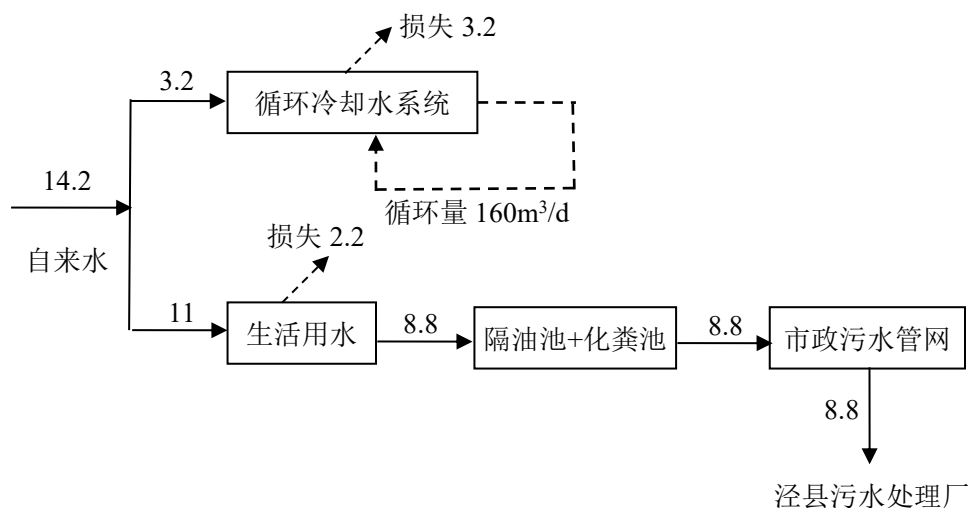 损失 3.2
3.2
循环冷却水系统
14.2
循环量 160m³/d
自来水
损失 2.2
11
生活用水
8.8
隔油池+化粪池
8.8
市政污水管网
8.8
泾县污水处理厂